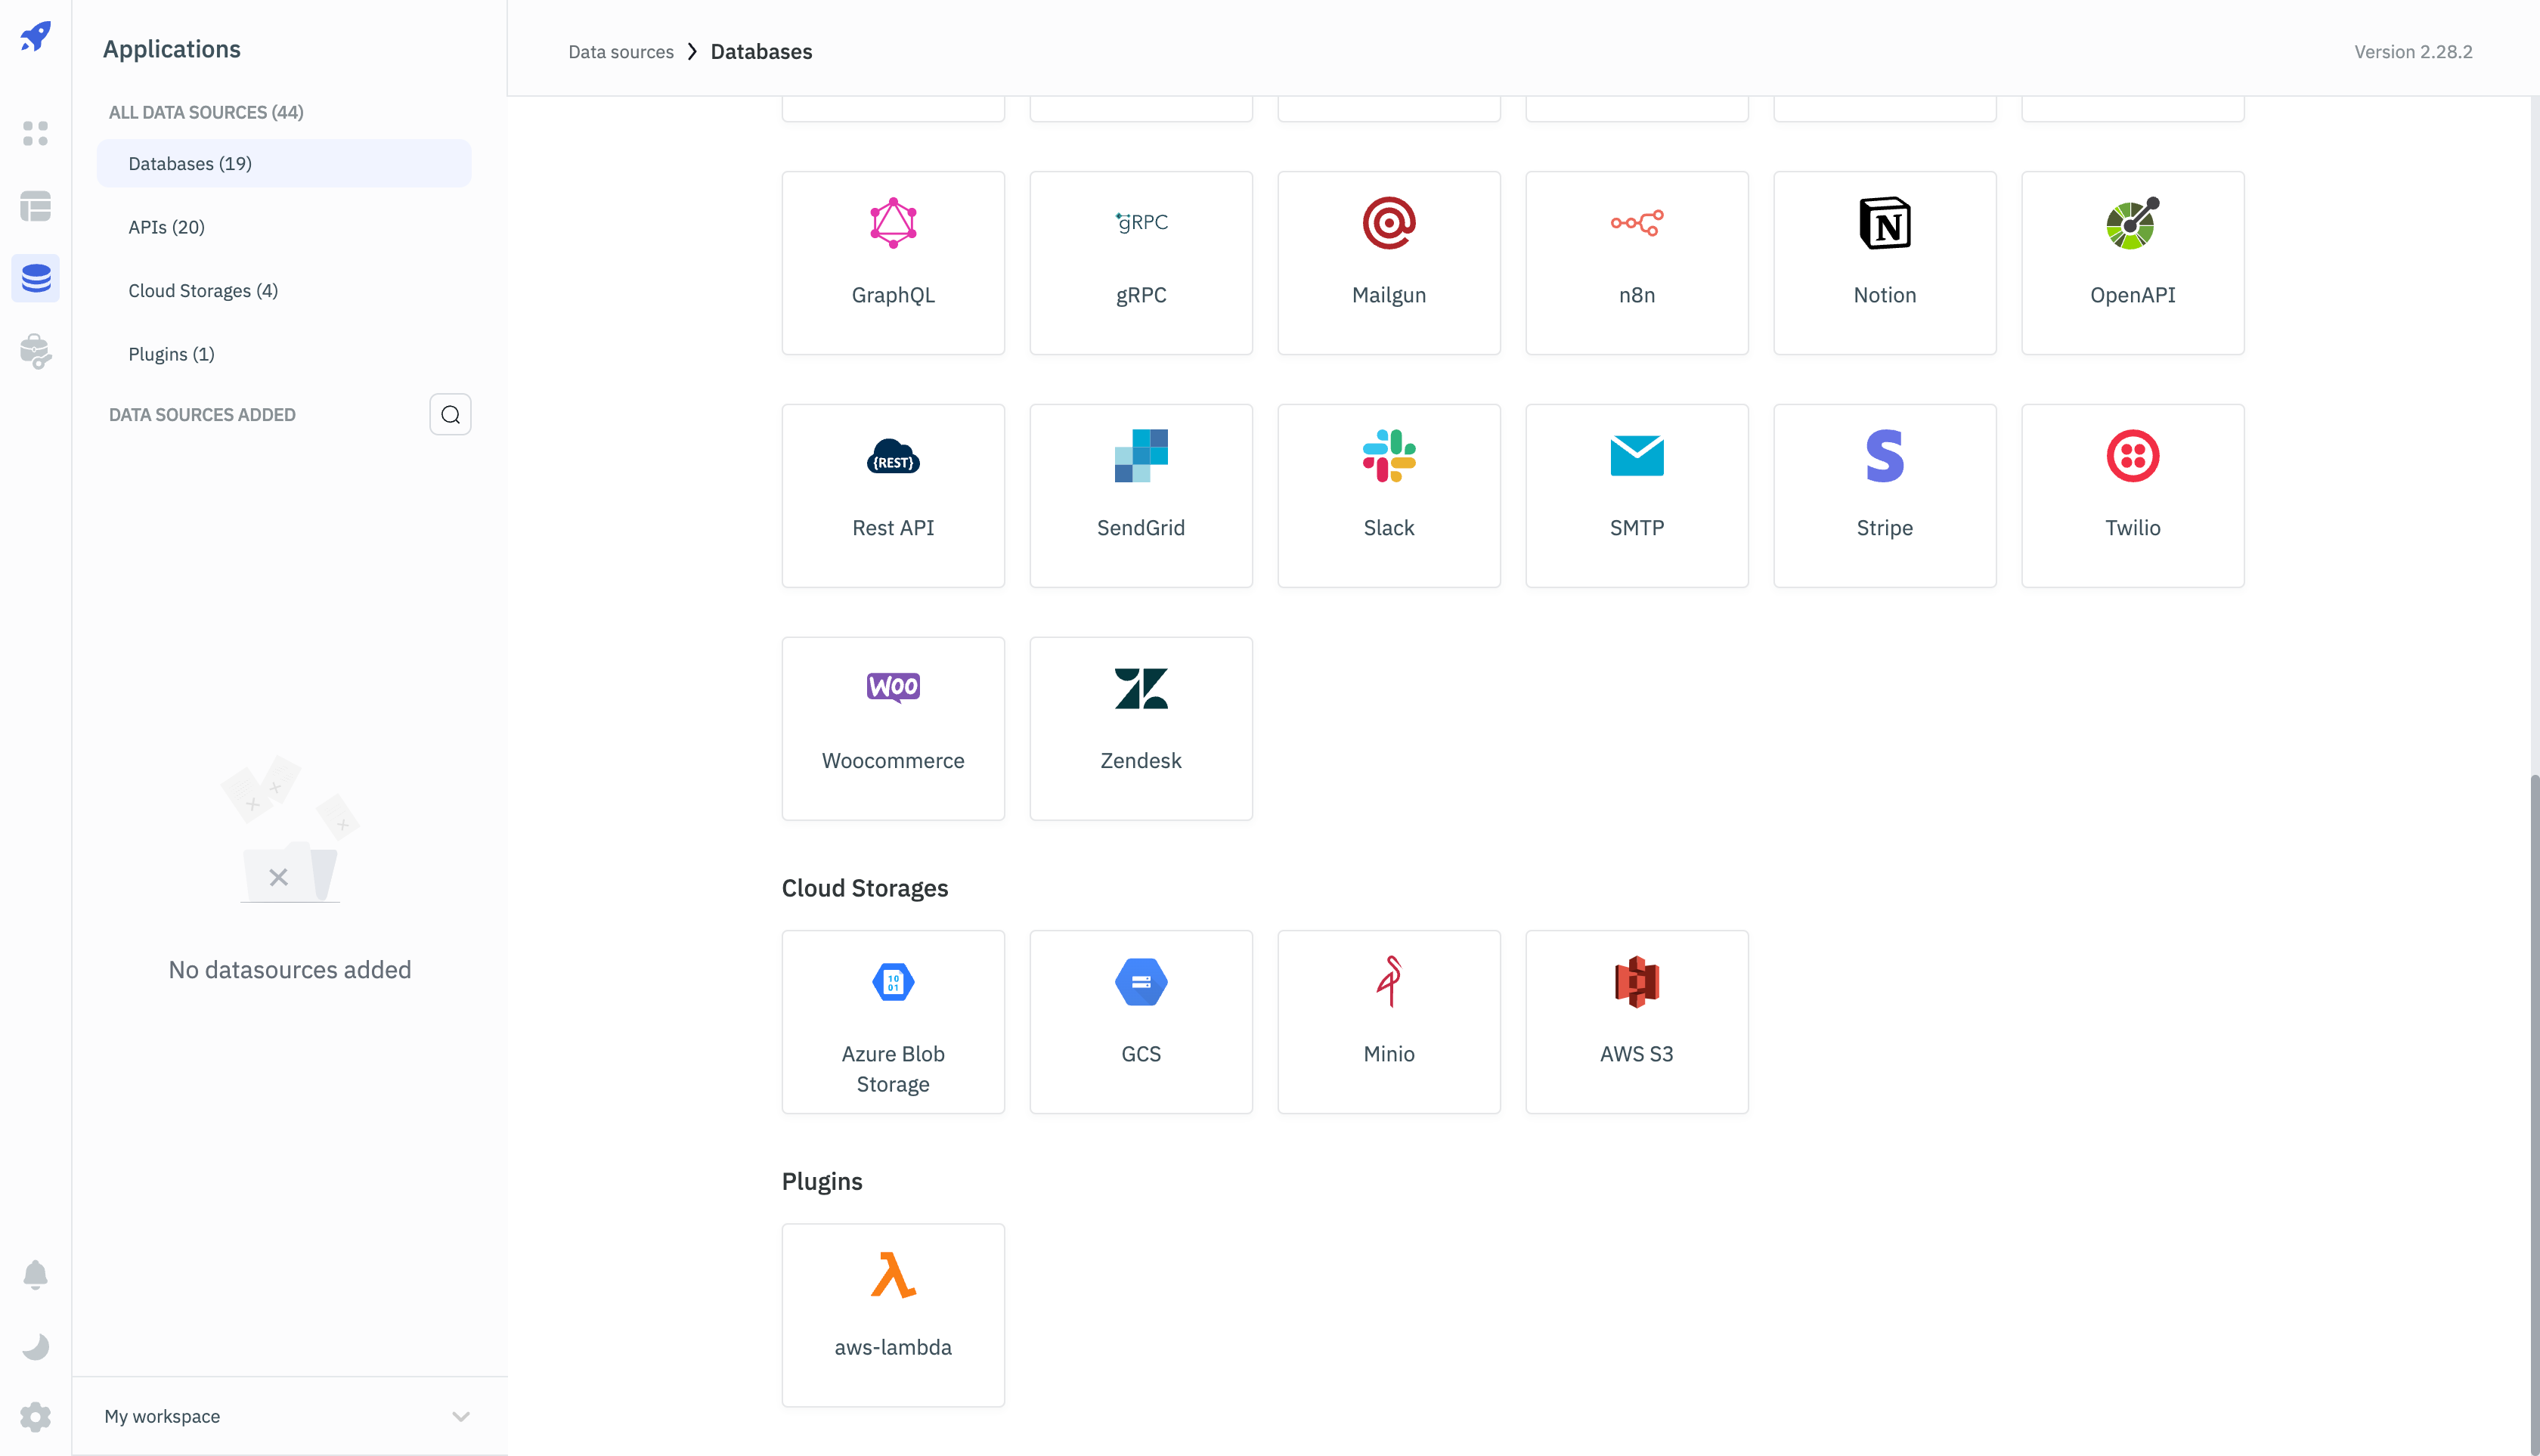 Applications
ALL DATA SOURCES (44)
Databases (19)
APIs (20)
Cloud Storages (4)
Plugins (1)
DATA SOURCES ADDED
No datasources added
My workspace
Data sources
Databases
Version 2.28.2
gRPC
N
GraphQL
gRPC
Mailgun
n8n
Notion
OpenAPI
{REST}
S
Rest API
SendGrid
Slack
SMTP
Stripe
Twilio
WOO
Woocommerce
Zendesk
Cloud Storages
10
01
Azure Blob
Storage
GCS
Minio
AWS S3
Plugins
λ
aws-lambda